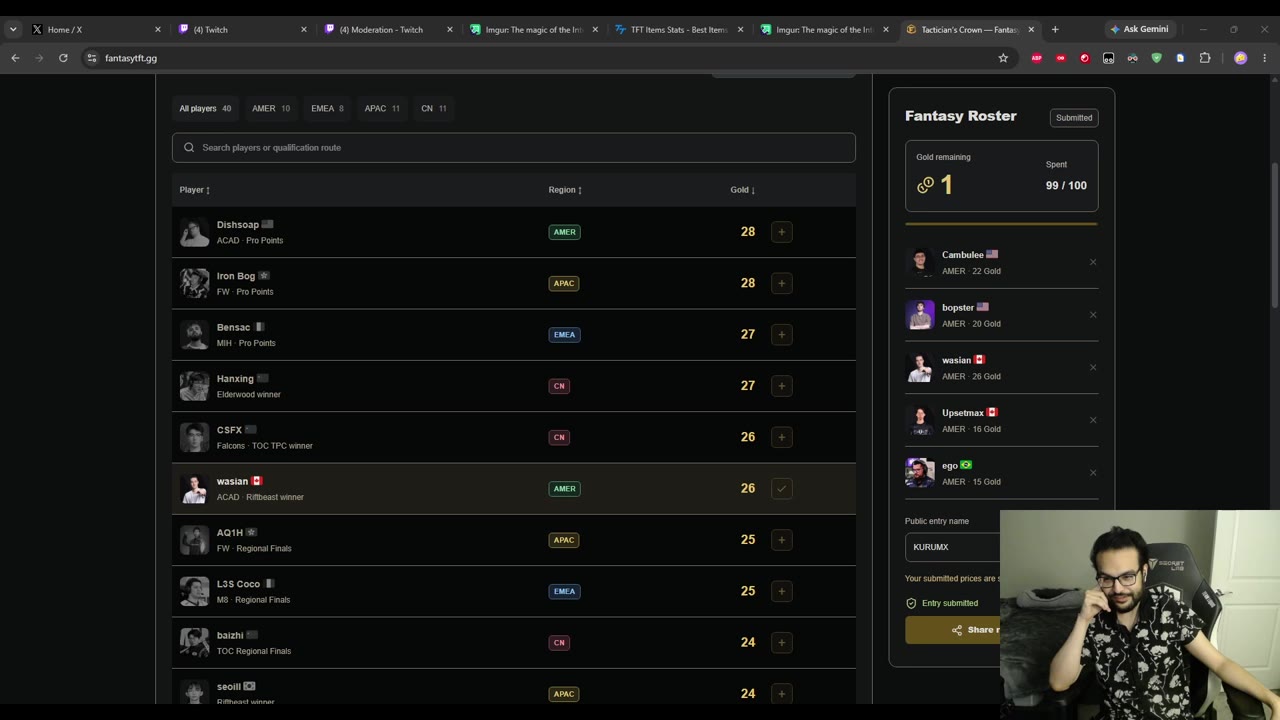 Home / X
(4) Twitch
(4) Moderation - Twitch
Imgur: The magic of the Int
TFT Items Stats - Best Items
Imgur: The magic of the Int
Tactician's Crown — Fantas
Ask Gemini
fantasytft.gg
All players 40
AMER 10
EMEA 8
APAC 11
CN 11
Search players or qualification route
Player
Region
Gold
Dishsoap
ACAD · Pro Points
AMER
28
Iron Bog
FW · Pro Points
APAC
28
Bensac
MIH · Pro Points
EMEA
27
Hanxing
Elderwood winner
CN
27
CSFX
Falcons · TOC TPC winner
CN
26
wasian
ACAD · Riftbeast winner
AMER
26
AQ1H
FW · Regional Finals
APAC
25
L3S Coco
M8 · Regional Finals
EMEA
25
baizhi
TOC Regional Finals
CN
24
seoill
Riftbeast winner
APAC
24
Fantasy Roster
Submitted
Gold remaining
1
Spent
99 / 100
Cambulee
AMER · 22 Gold
bopster
AMER · 20 Gold
wasian
AMER · 26 Gold
Upsetmax
AMER · 16 Gold
ego
AMER · 15 Gold
Public entry name
KURUMX
Your submitted prices are s
Entry submitted
Share
SECRET
LAB